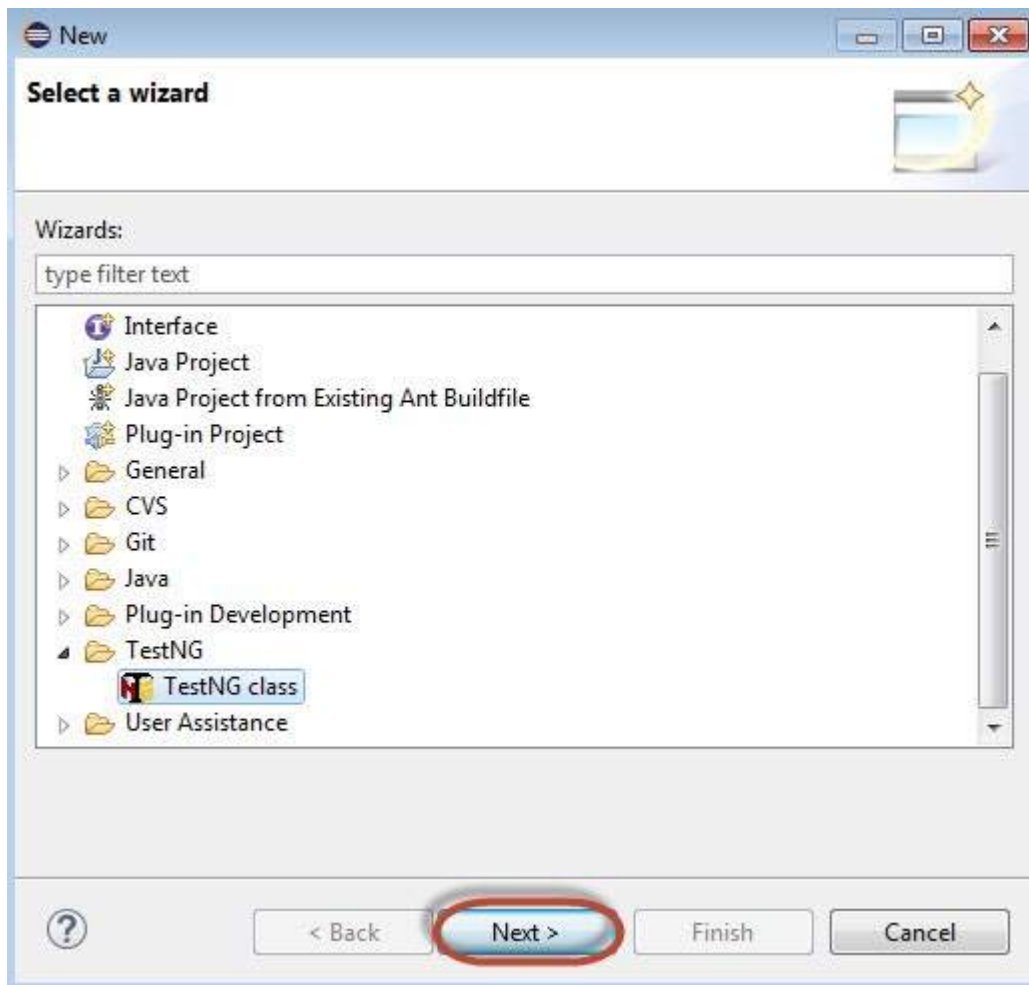 New
Select a wizard
Wizards:
type filter text
Interface
Java Project
Java Project from Existing Ant Buildfile
Plug-in Project
General
CVS
Git
Java
Plug-in Development
TestNG
TestNG class
User Assistance
? < Back Next > Finish Cancel